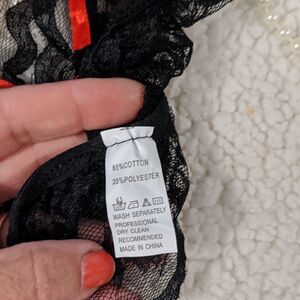 65%COTTON
35%POLYESTER
WASH SEPARATELY
PROFESSIONAL
DRY CLEAN
RECOMMENDED
MADE IN CHINA